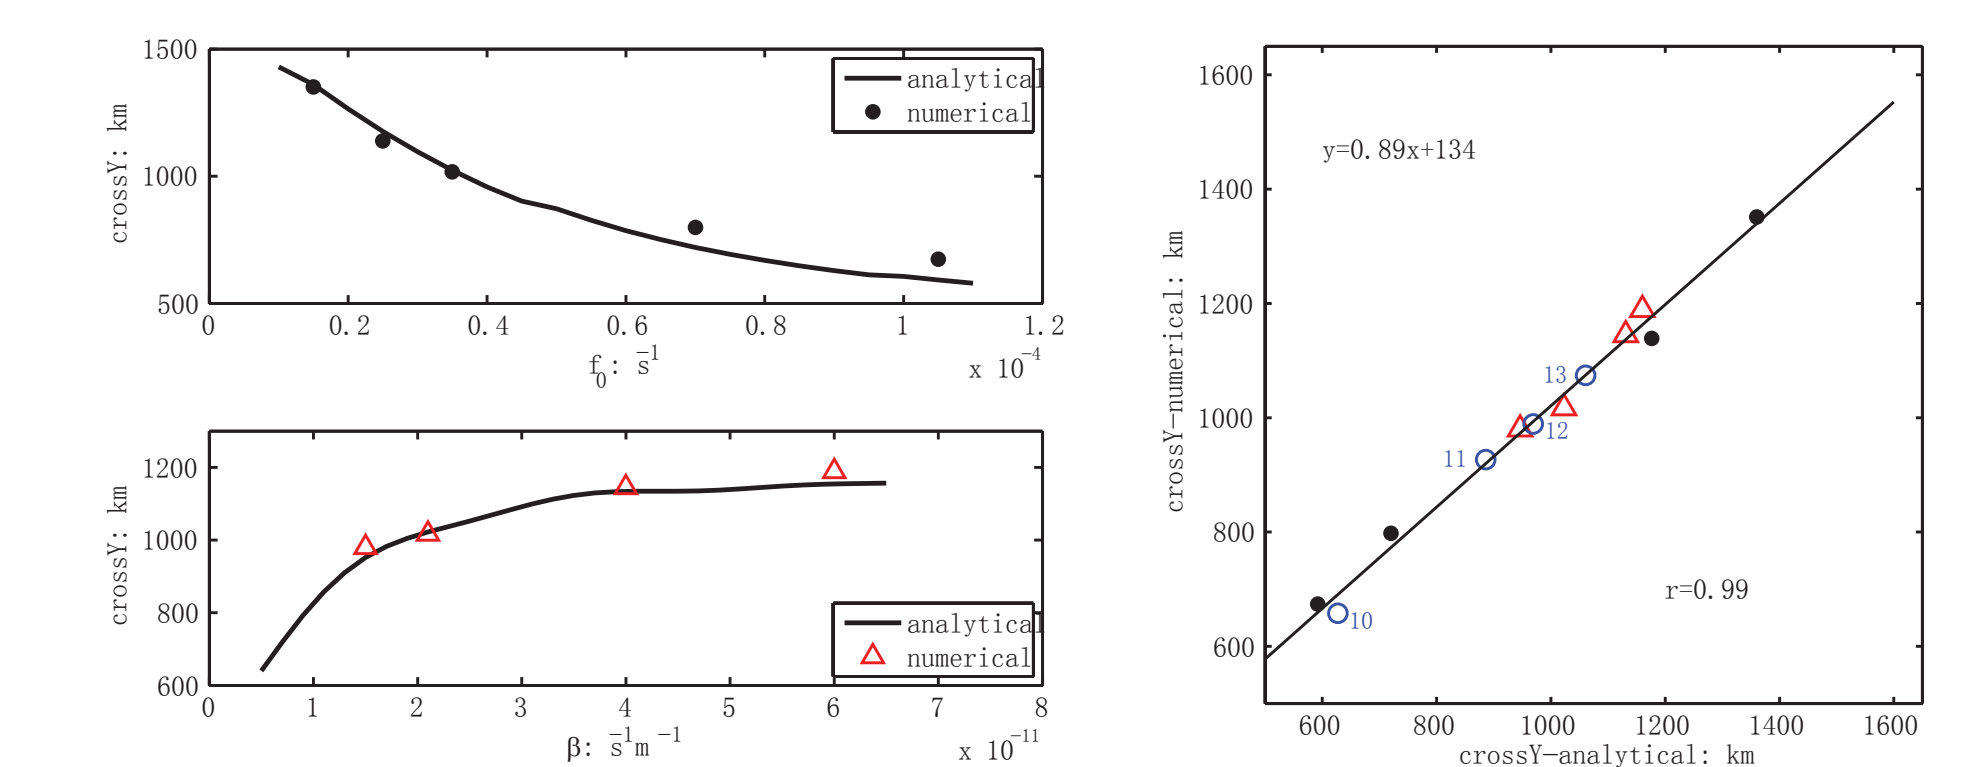 1500
1000
500
crossY: km
analytical
numerical
0 0.2 0.4 0.6 0.8 1 1.2
f₀: s⁻¹
x 10⁻⁴
1200
1000
800
600
crossY: km
analytical
numerical
0 1 2 3 4 5 6 7 8
β: s⁻¹m⁻¹
x 10⁻¹¹
1600
1400
1200
1000
800
600
crossY-numerical: km
y=0.89x+134
13
12
11
10
r=0.99
600 800 1000 1200 1400 1600
crossY-analytical: km